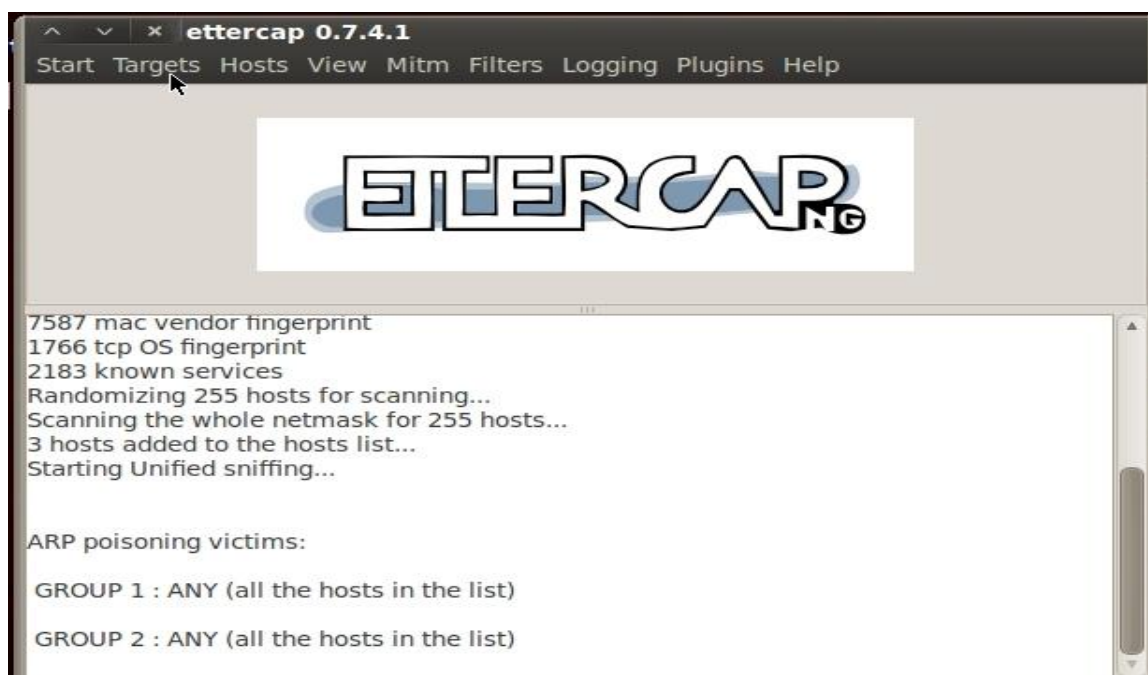 ettercap 0.7.4.1
Start Targets Hosts View Mitm Filters Logging Plugins Help
ETTERCAP NG
7587 mac vendor fingerprint
1766 tcp OS fingerprint
2183 known services
Randomizing 255 hosts for scanning...
Scanning the whole netmask for 255 hosts...
3 hosts added to the hosts list...
Starting Unified sniffing...
ARP poisoning victims:
GROUP 1 : ANY (all the hosts in the list)
GROUP 2 : ANY (all the hosts in the list)